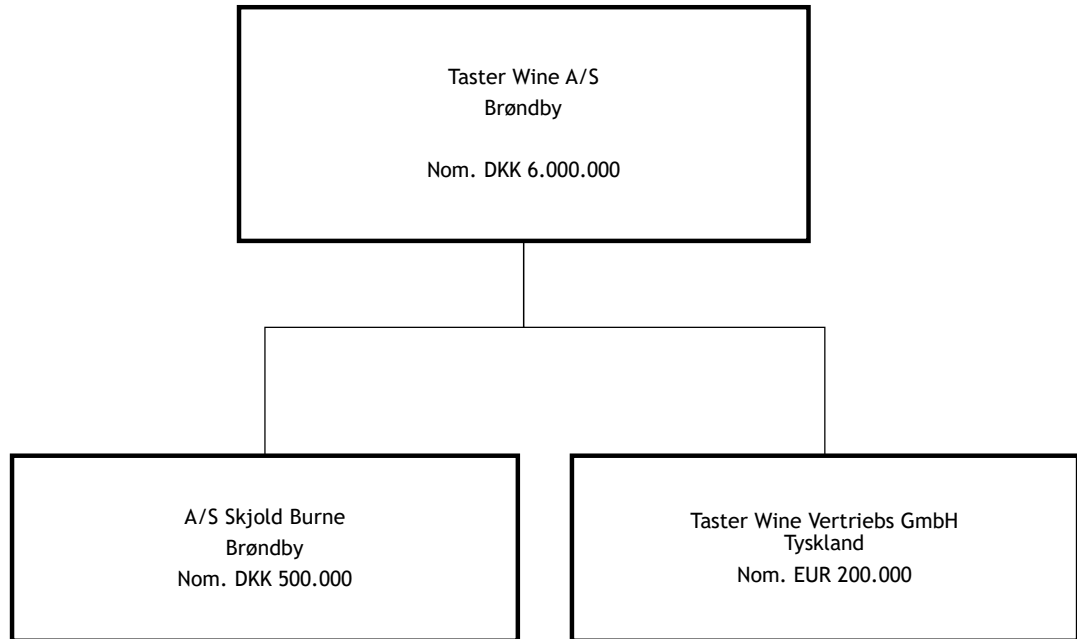 Taster Wine A/S
Brøndby
Nom. DKK 6.000.000
A/S Skjold Burne
Brøndby
Nom. DKK 500.000
Taster Wine Vertriebs GmbH
Tyskland
Nom. EUR 200.000